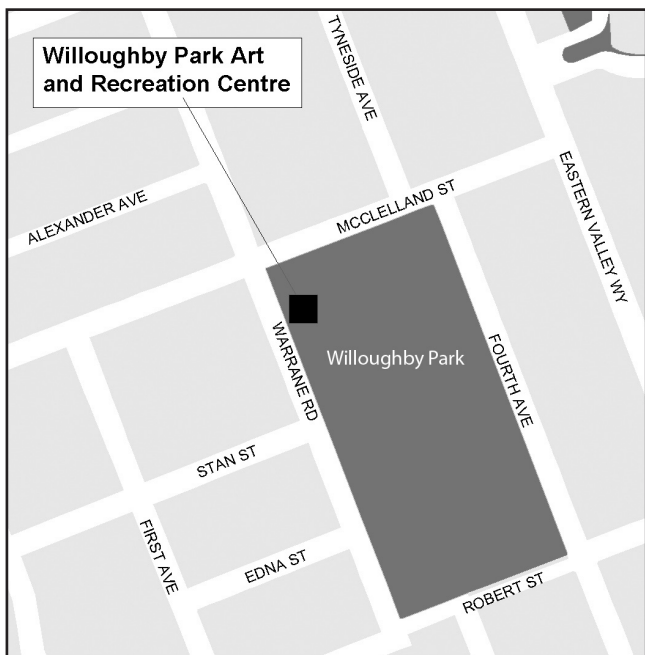 Willoughby Park Art
and Recreation Centre
TYNESIDE AVE
ALEXANDER AVE
MCCLELLAND ST
EASTERN VALLEY WY
WARRANE RD
Willoughby Park
FOURTH AVE
STAN ST
FIRST AVE
EDNA ST
ROBERT ST